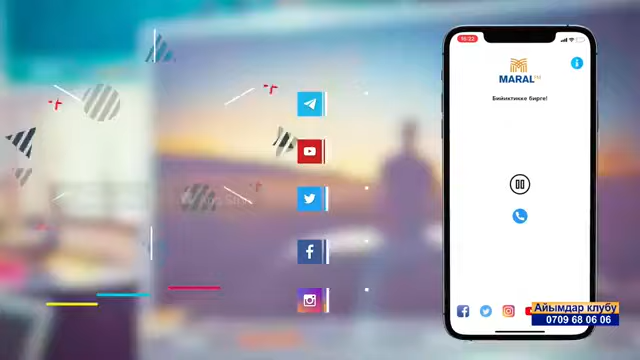 16:22
MARAL FM
Бийиктикке бирге!
Айымдар клубу
0709 68 06 06